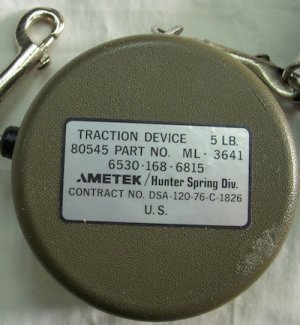 TRACTION DEVICE 5 LB.
80545 PART NO. ML - 3641
6530-168-6815
AMETEK/Hunter Spring Div.
CONTRACT NO. DSA-120-76-C-1826
U.S.